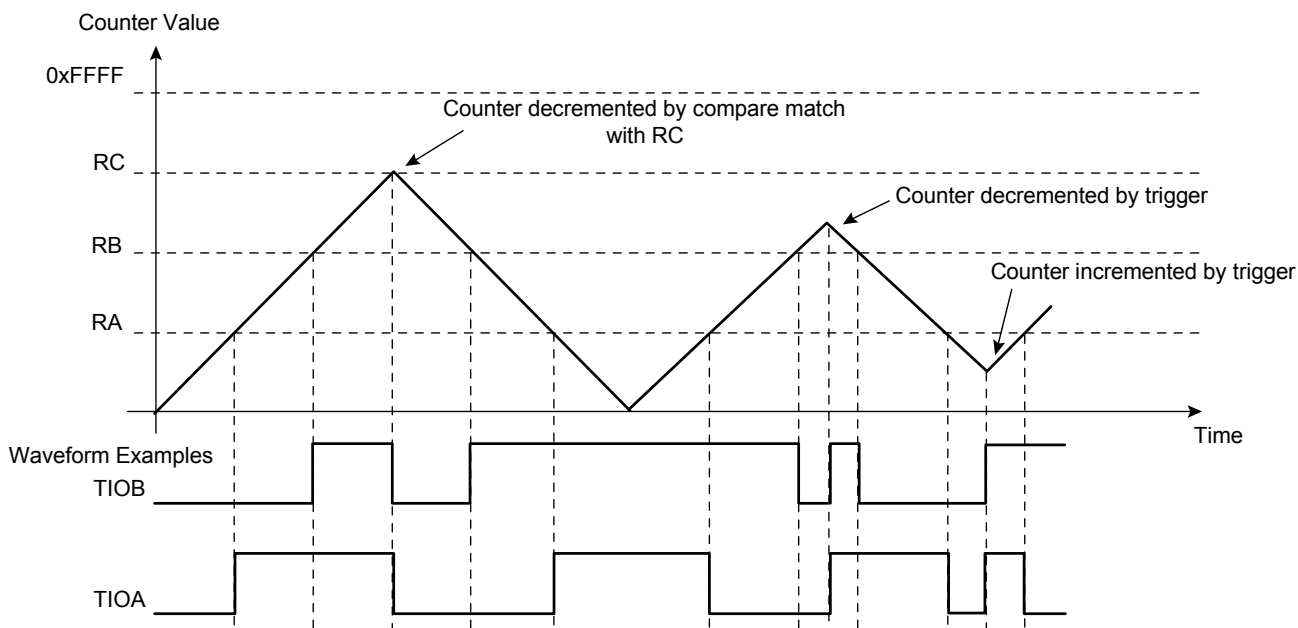 Counter Value
0xFFFF
Counter decremented by compare match
with RC
RC
Counter decremented by trigger
RB
Counter incremented by trigger
RA
Time
Waveform Examples
TIOB
TIOA